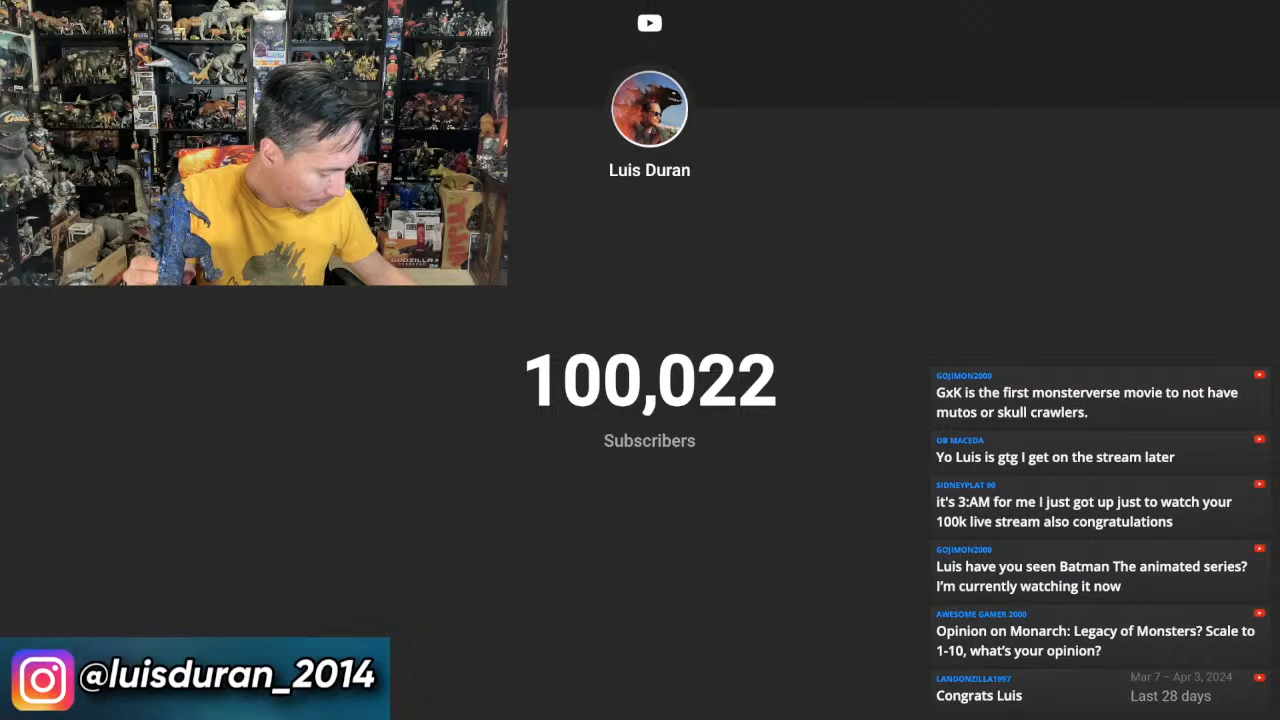 Luis Duran
100,022
Subscribers
GOJIMON2000
GxK is the first monsterverse movie to not have
mutos or skull crawlers.
OB MACEDA
Yo Luis is gtg I get on the stream later
SIDNEYPLAT 96
it's 3:AM for me I just got up just to watch your
100k live stream also congratulations
GOJIMON2000
Luis have you seen Batman The animated series?
I'm currently watching it now
AWESOME GAMER 2000
Opinion on Monarch: Legacy of Monsters? Scale to
1-10, what's your opinion?
LANDONZILLA1997
Congrats Luis
Mar 7 – Apr 3, 2024
Last 28 days
@luisduran_2014
GODZILLA